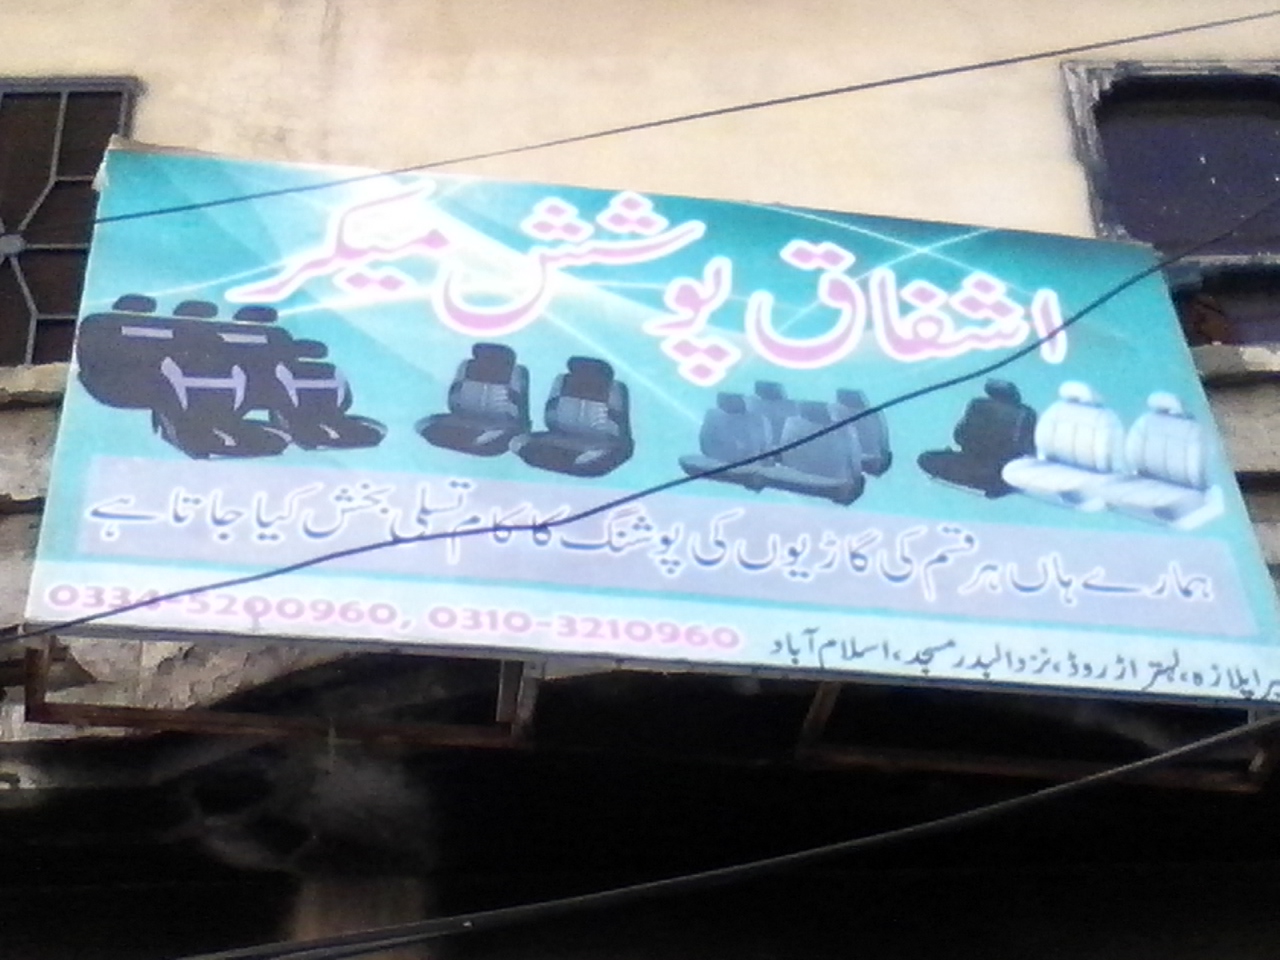 اشفاق پوشش میکر
ہمارے ہاں ہر قسم کی گاڑیوں کی پوشنگ کا کام تسلی بخش کیا جاتا ہے
0334-5200960, 0310-3210960
پلازہ، لہتراڑ روڈ، نزد البدر مسجد، اسلام آباد